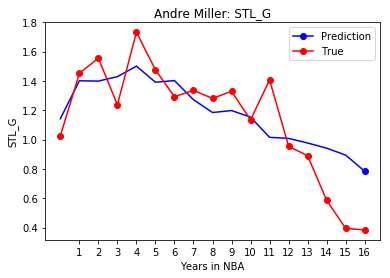 Andre Miller: STL_G
Prediction
True
1.8
1.6
1.4
1.2
1.0
0.8
0.6
0.4
STL_G
1 2 3 4 5 6 7 8 9 10 11 12 13 14 15 16
Years in NBA